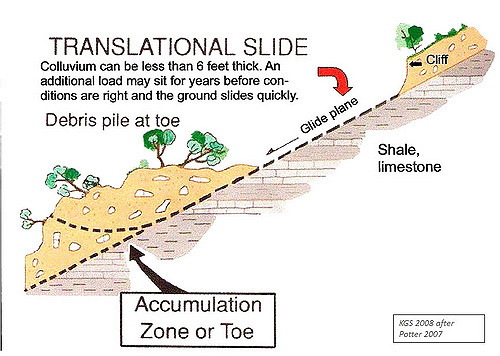 TRANSLATIONAL SLIDE
Colluvium can be less than 6 feet thick. An
additional load may sit for years before con-
ditions are right and the ground slides quickly.
Debris pile at toe
Cliff
Glide plane
Shale,
limestone
Accumulation
Zone or Toe
KGS 2008 after
Potter 2007